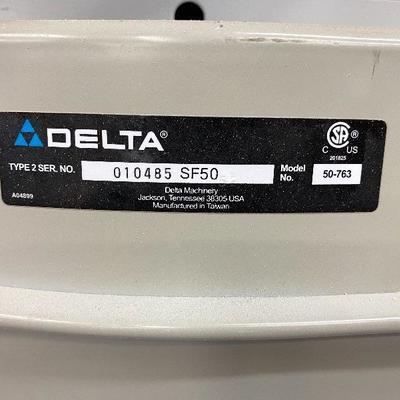 DELTA®
SA ®
C US
201825
TYPE 2 SER. NO. 010485 SF50 Model No. 50-763
Delta Machinery
Jackson, Tennessee 38305 USA
Manufactured in Taiwan
A04899